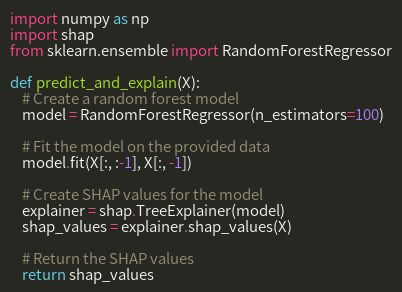 import numpy as np
import shap
from sklearn.ensemble import RandomForestRegressor

def predict_and_explain(X):
    # Create a random forest model
    model = RandomForestRegressor(n_estimators=100)

    # Fit the model on the provided data
    model.fit(X[:, :-1], X[:, -1])

    # Create SHAP values for the model
    explainer = shap.TreeExplainer(model)
    shap_values = explainer.shap_values(X)

    # Return the SHAP values
    return shap_values